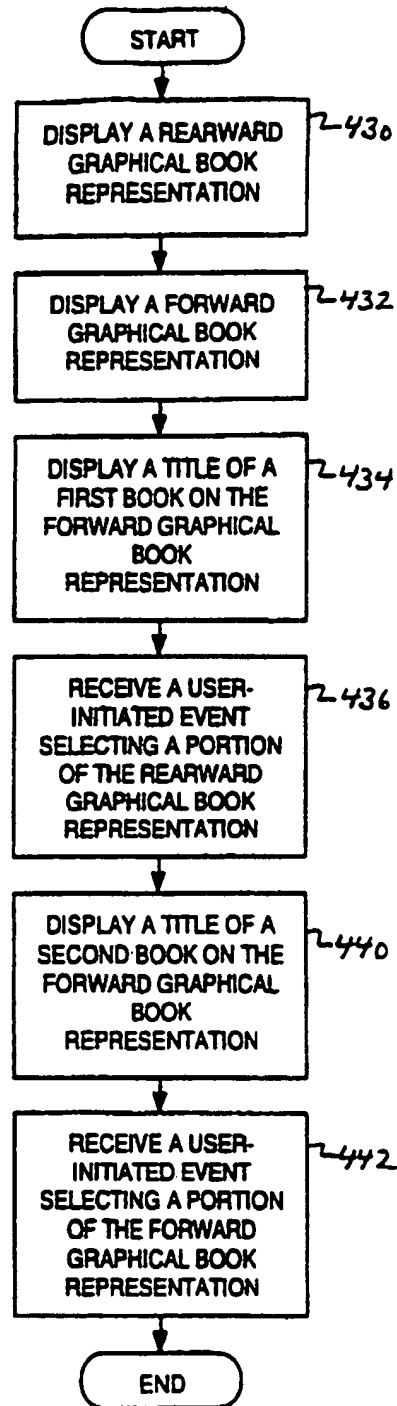 START
DISPLAY A REARWARD
GRAPHICAL BOOK
REPRESENTATION
430
DISPLAY A FORWARD
GRAPHICAL BOOK
REPRESENTATION
432
DISPLAY A TITLE OF A
FIRST BOOK ON THE
FORWARD GRAPHICAL
BOOK
REPRESENTATION
434
RECEIVE A USER-
INITIATED EVENT
SELECTING A PORTION
OF THE REARWARD
GRAPHICAL BOOK
REPRESENTATION
436
DISPLAY A TITLE OF A
SECOND BOOK ON THE
FORWARD GRAPHICAL
BOOK
REPRESENTATION
440
RECEIVE A USER-
INITIATED EVENT
SELECTING A PORTION
OF THE FORWARD
GRAPHICAL BOOK
REPRESENTATION
442
END